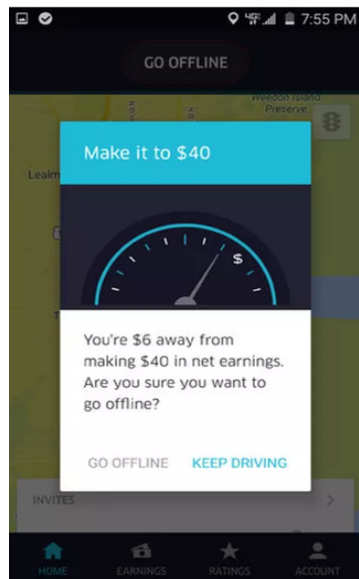 7:55 PM
GO OFFLINE
Weedon Island
Preserve
Make it to $40
$
You're $6 away from
making $40 in net earnings.
Are you sure you want to
go offline?
GO OFFLINE KEEP DRIVING
INVITES
HOME EARNINGS RATINGS ACCOUNT